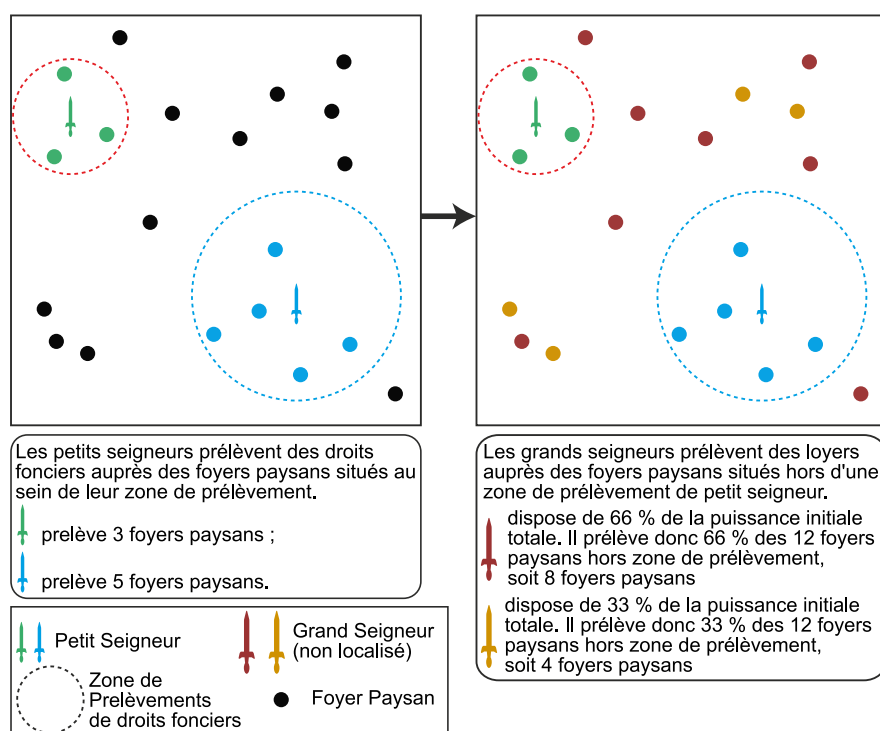 Les petits seigneurs prélèvent des droits
fonciers auprès des foyers paysans situés au
sein de leur zone de prélèvement.
prelève 3 foyers paysans ;
prelève 5 foyers paysans.
Les grands seigneurs prélèvent des loyers
auprès des foyers paysans situés hors d'une
zone de prélèvement de petit seigneur.
dispose de 66 % de la puissance initiale
totale. Il prélève donc 66 % des 12 foyers
paysans hors zone de prélèvement,
soit 8 foyers paysans
dispose de 33 % de la puissance initiale
totale. Il prélève donc 33 % des 12 foyers
paysans hors zone de prélèvement,
soit 4 foyers paysans
Petit Seigneur
Grand Seigneur
(non localisé)
Zone de
Prelèvements
de droits fonciers
Foyer Paysan